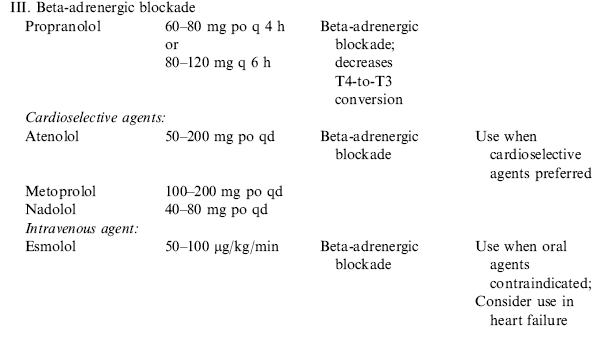 III. Beta-adrenergic blockade
Propranolol 60–80 mg po q 4 h Beta-adrenergic
or blockade;
80–120 mg q 6 h decreases
T4-to-T3
conversion
Cardioselective agents:
Atenolol 50–200 mg po qd Beta-adrenergic Use when
blockade cardioselective
agents preferred
Metoprolol 100–200 mg po qd
Nadolol 40–80 mg po qd
Intravenous agent:
Esmolol 50–100 μg/kg/min Beta-adrenergic Use when oral
blockade agents
contraindicated;
Consider use in
heart failure